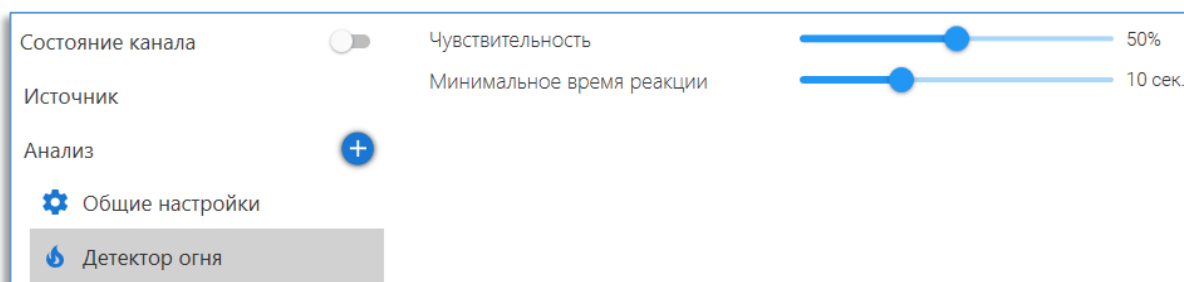 Состояние канала
Источник
Анализ
Общие настройки
Детектор огня
Чувствительность 50%
Минимальное время реакции 10 сек.